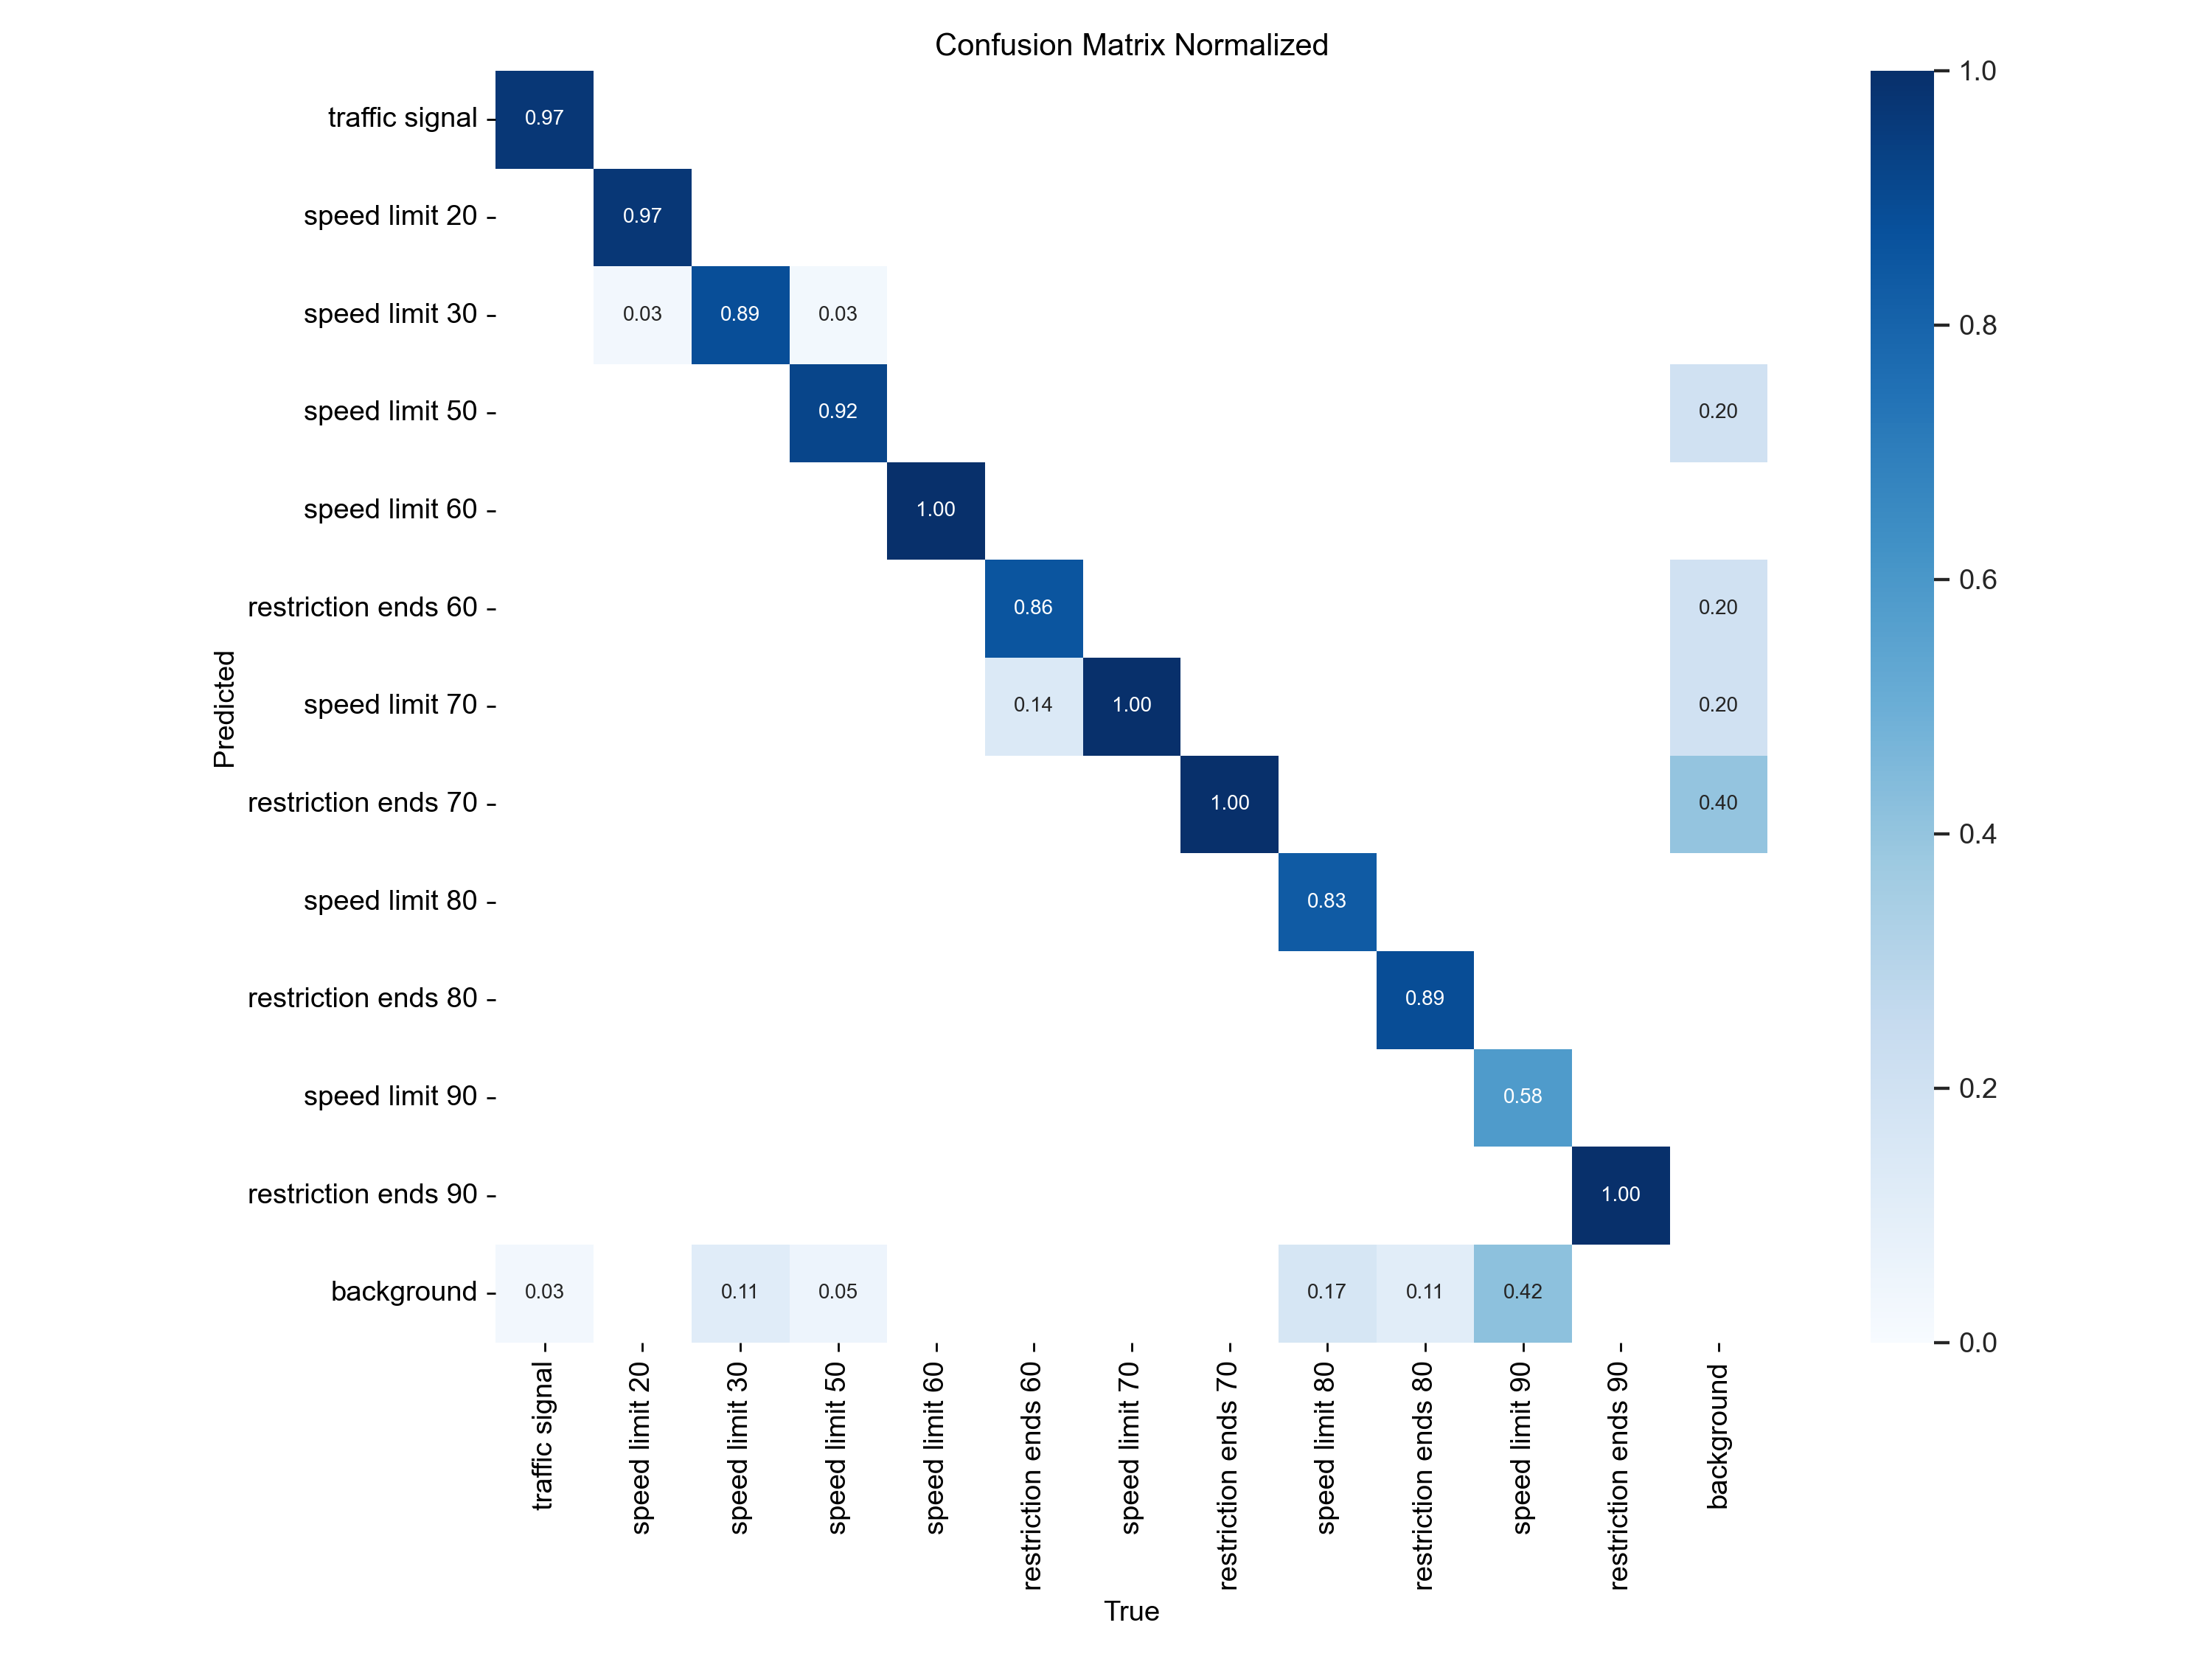 Confusion Matrix Normalized
traffic signal
0.97
speed limit 20
0.97
speed limit 30
0.03 0.89 0.03
speed limit 50
0.92 0.20
speed limit 60
1.00
restriction ends 60
0.86 0.20
speed limit 70
0.14 1.00 0.20
restriction ends 70
1.00 0.40
speed limit 80
0.83
restriction ends 80
0.89
speed limit 90
0.58
restriction ends 90
1.00
background
0.03 0.11 0.05 0.17 0.11 0.42
Predicted
traffic signal
speed limit 20
speed limit 30
speed limit 50
speed limit 60
restriction ends 60
speed limit 70
restriction ends 70
speed limit 80
restriction ends 80
speed limit 90
restriction ends 90
background
True
1.0
0.8
0.6
0.4
0.2
0.0